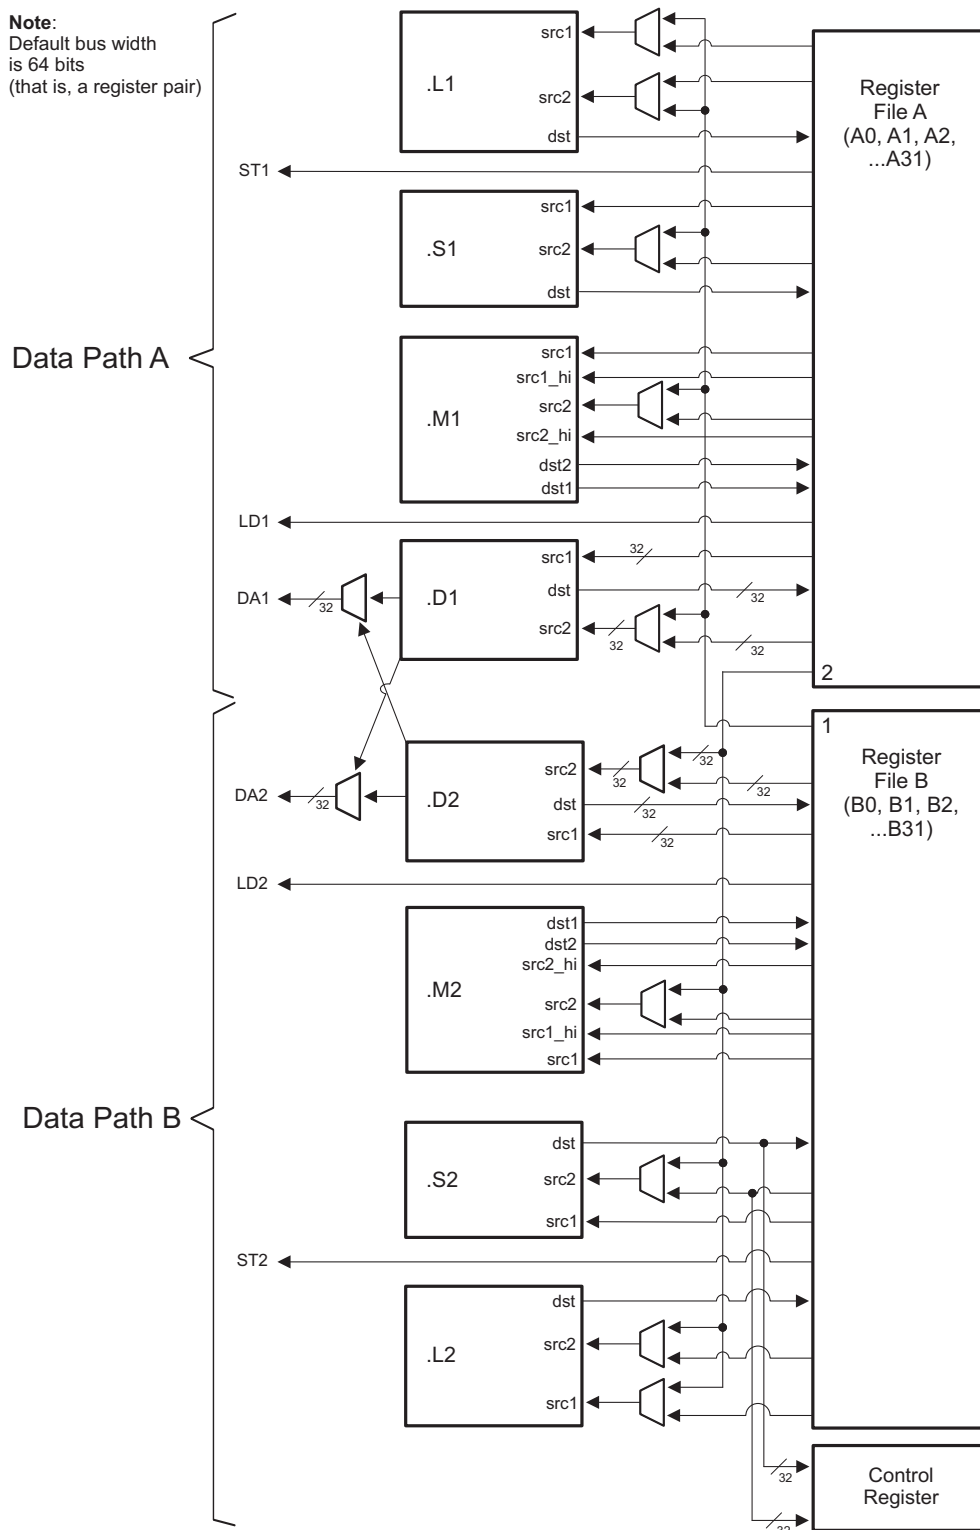 Note:
Default bus width
is 64 bits
(that is, a register pair)
Data Path A
.L1
src1
src2
dst
ST1
.S1
src1
src2
dst
.M1
src1
src1_hi
src2
src2_hi
dst2
dst1
LD1
.D1
src1
32
dst
32
src2
32
32
DA1
32
Register
File A
(A0, A1, A2,
...A31)
2
Data Path B
1
Register
File B
(B0, B1, B2,
...B31)
DA2
32
.D2
src2
32
32
32
dst
32
src1
32
LD2
.M2
dst1
dst2
src2_hi
src2
src1_hi
src1
.S2
dst
src2
src1
ST2
.L2
dst
src2
src1
32
Control
Register
32